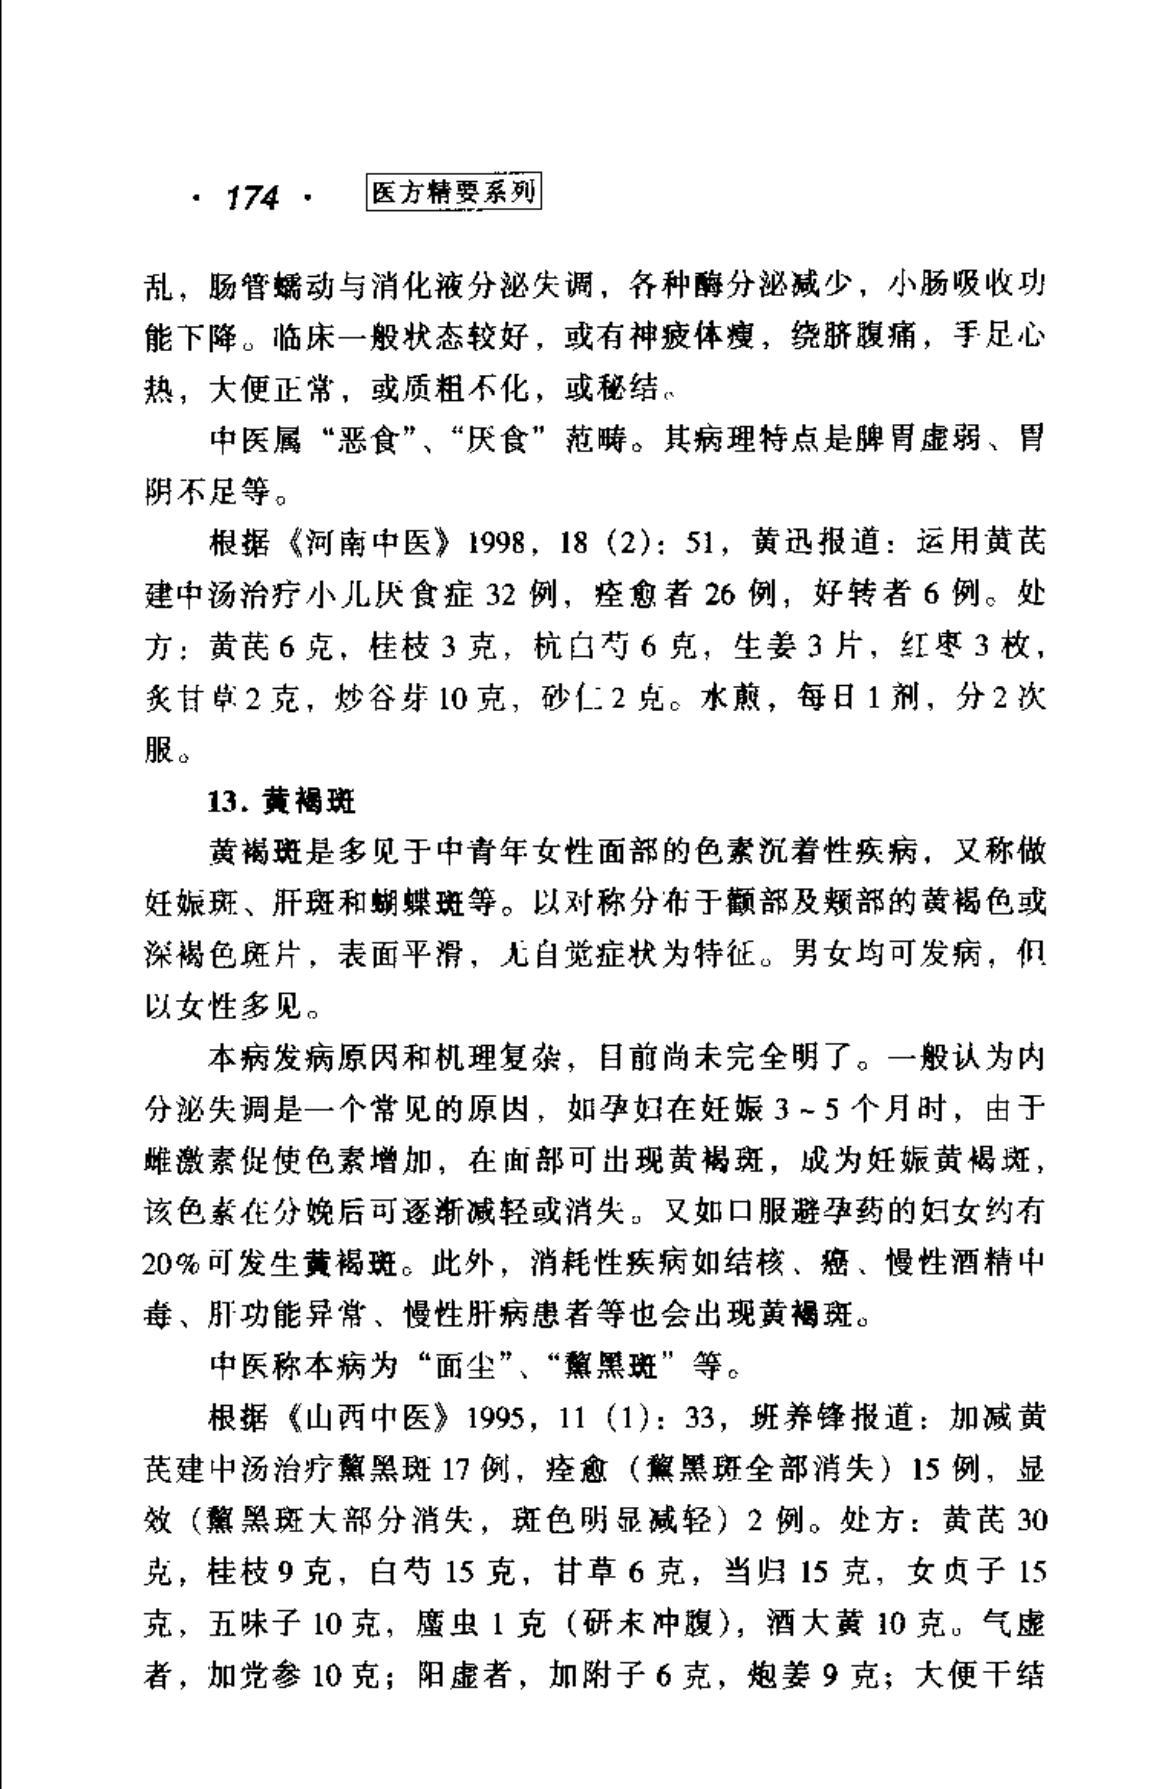 · 174 · 医方精要系列
乱，肠管蠕动与消化液分泌失调，各种酶分泌减少，小肠吸收功
能下降。临床一般状态较好，或有神疲体瘦，绕脐腹痛，手足心
热，大便正常，或质粗不化，或秘结。
中医属“恶食”、“厌食”范畴。其病理特点是脾胃虚弱、胃
阴不足等。
根据《河南中医》1998，18（2）：51，黄迅报道：运用黄芪
建中汤治疗小儿厌食症 32 例，痊愈者 26 例，好转者 6 例。处
方：黄芪 6 克，桂枝 3 克，杭白芍 6 克，生姜 3 片，红枣 3 枚，
炙甘草 2 克，炒谷芽 10 克，砂仁 2 克。水煎，每日 1 剂，分 2 次
服。
13. 黄褐斑
黄褐斑是多见于中青年女性面部的色素沉着性疾病，又称做
妊娠斑、肝斑和蝴蝶斑等。以对称分布于颧部及颊部的黄褐色或
深褐色斑片，表面平滑，无自觉症状为特征。男女均可发病，但
以女性多见。
本病发病原因和机理复杂，目前尚未完全明了。一般认为内
分泌失调是一个常见的原因，如孕妇在妊娠 3～5 个月时，由于
雌激素促使色素增加，在面部可出现黄褐斑，成为妊娠黄褐斑，
该色素在分娩后可逐渐减轻或消失。又如口服避孕药的妇女约有
20%可发生黄褐斑。此外，消耗性疾病如结核、癌、慢性酒精中
毒、肝功能异常、慢性肝病患者等也会出现黄褐斑。
中医称本病为“面尘”、“黧黑斑”等。
根据《山西中医》1995，11（1）：33，班养锋报道：加减黄
芪建中汤治疗黧黑斑 17 例，痊愈（黧黑斑全部消失）15 例，显
效（黧黑斑大部分消失，斑色明显减轻）2 例。处方：黄芪 30
克，桂枝 9 克，白芍 15 克，甘草 6 克，当归 15 克，女贞子 15
克，五味子 10 克，䗪虫 1 克（研末冲腹），酒大黄 10 克。气虚
者，加党参 10 克；阳虚者，加附子 6 克，炮姜 9 克；大便干结